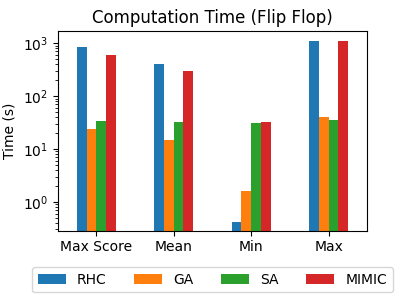 Computation Time (Flip Flop)
Time (s)
10³
10²
10¹
10⁰
Max Score Mean Min Max
RHC GA SA MIMIC